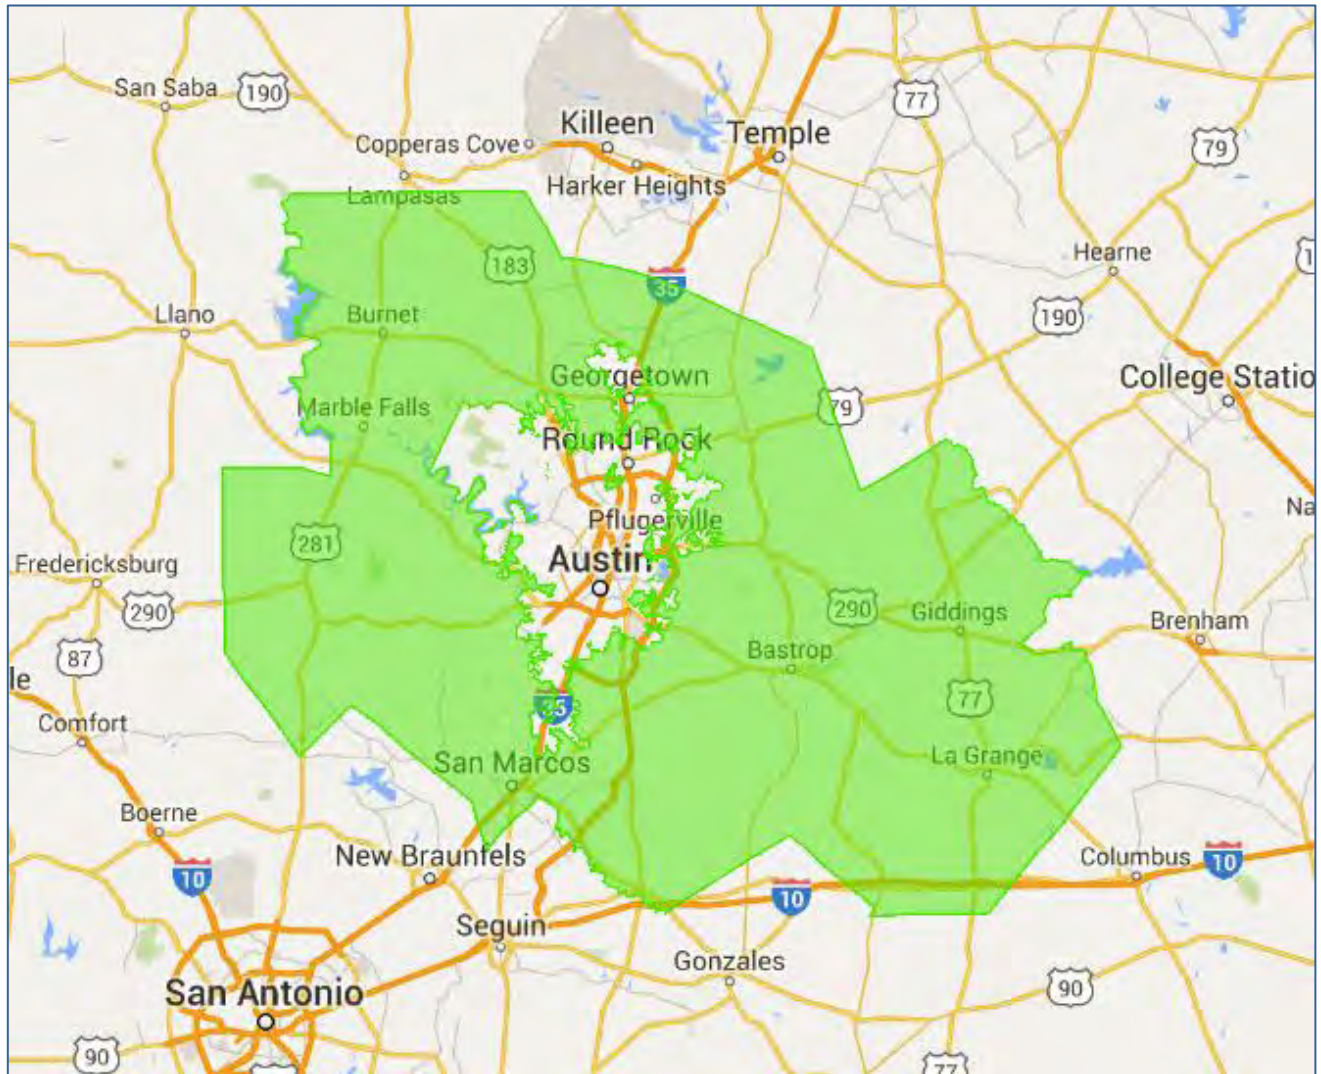 San Saba
190
77
Killeen
Temple
Copperas Cove
79
Harker Heights
Lampasas
Hearne
183
35
190
Llano
Burnet
Georgetown
College Statio
79
Marble Falls
Round Rock
Na
Pflugerville
281
Austin
Fredericksburg
290
290
Giddings
Brenham
87
Bastrop
le
77
35
Comfort
San Marcos
La Grange
Boerne
New Braunfels
Columbus
10
10
10
Seguin
Gonzales
San Antonio
90
90
77